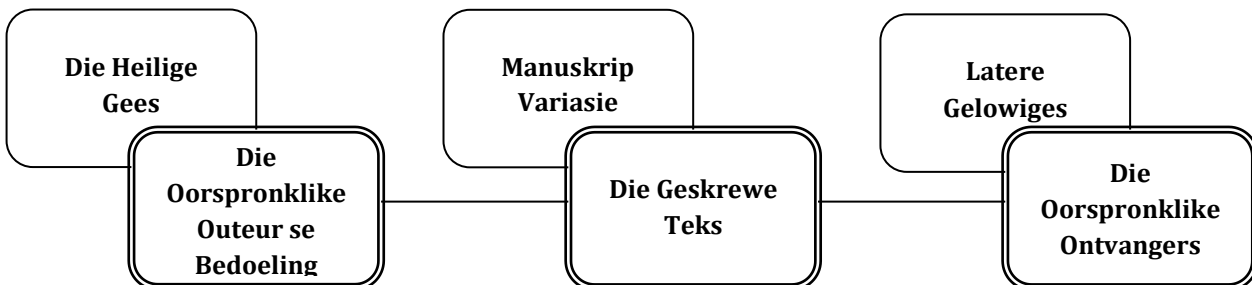 Die Heilige
Gees
Manuskrip
Variasie
Latere
Gelowiges
Die
Oorspronklike
Outeur se
Bedoeling
Die Geskrewe
Teks
Die
Oorspronklike
Ontvangers